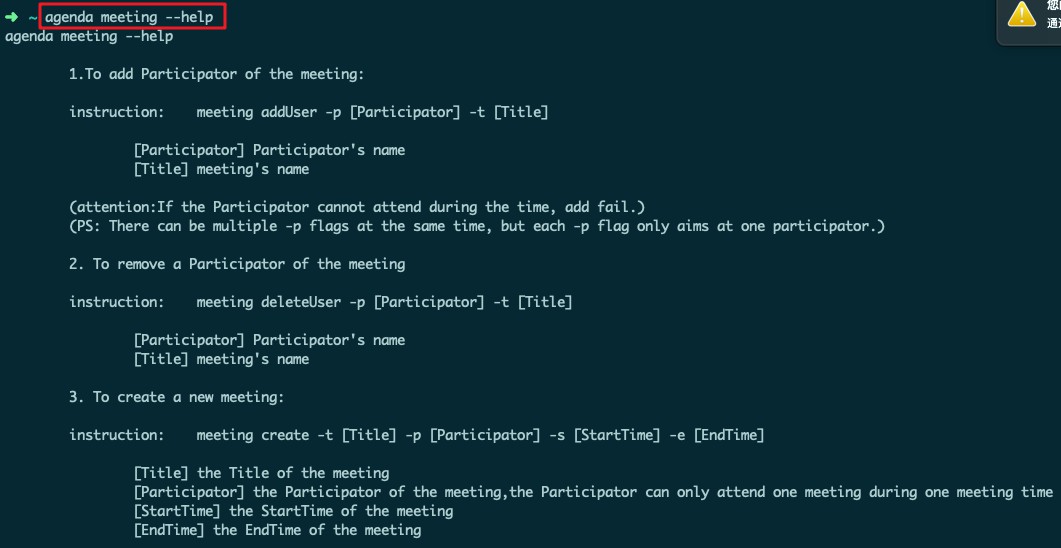 ➜ ~ agenda meeting --help
agenda meeting --help
1.To add Participator of the meeting:
instruction: meeting addUser -p [Participator] -t [Title]
[Participator] Participator's name
[Title] meeting's name
(attention:If the Participator cannot attend during the time, add fail.)
(PS: There can be multiple -p flags at the same time, but each -p flag only aims at one participator.)
2. To remove a Participator of the meeting
instruction: meeting deleteUser -p [Participator] -t [Title]
[Participator] Participator's name
[Title] meeting's name
3. To create a new meeting:
instruction: meeting create -t [Title] -p [Participator] -s [StartTime] -e [EndTime]
[Title] the Title of the meeting
[Participator] the Participator of the meeting,the Participator can only attend one meeting during one meeting time
[StartTime] the StartTime of the meeting
[EndTime] the EndTime of the meeting